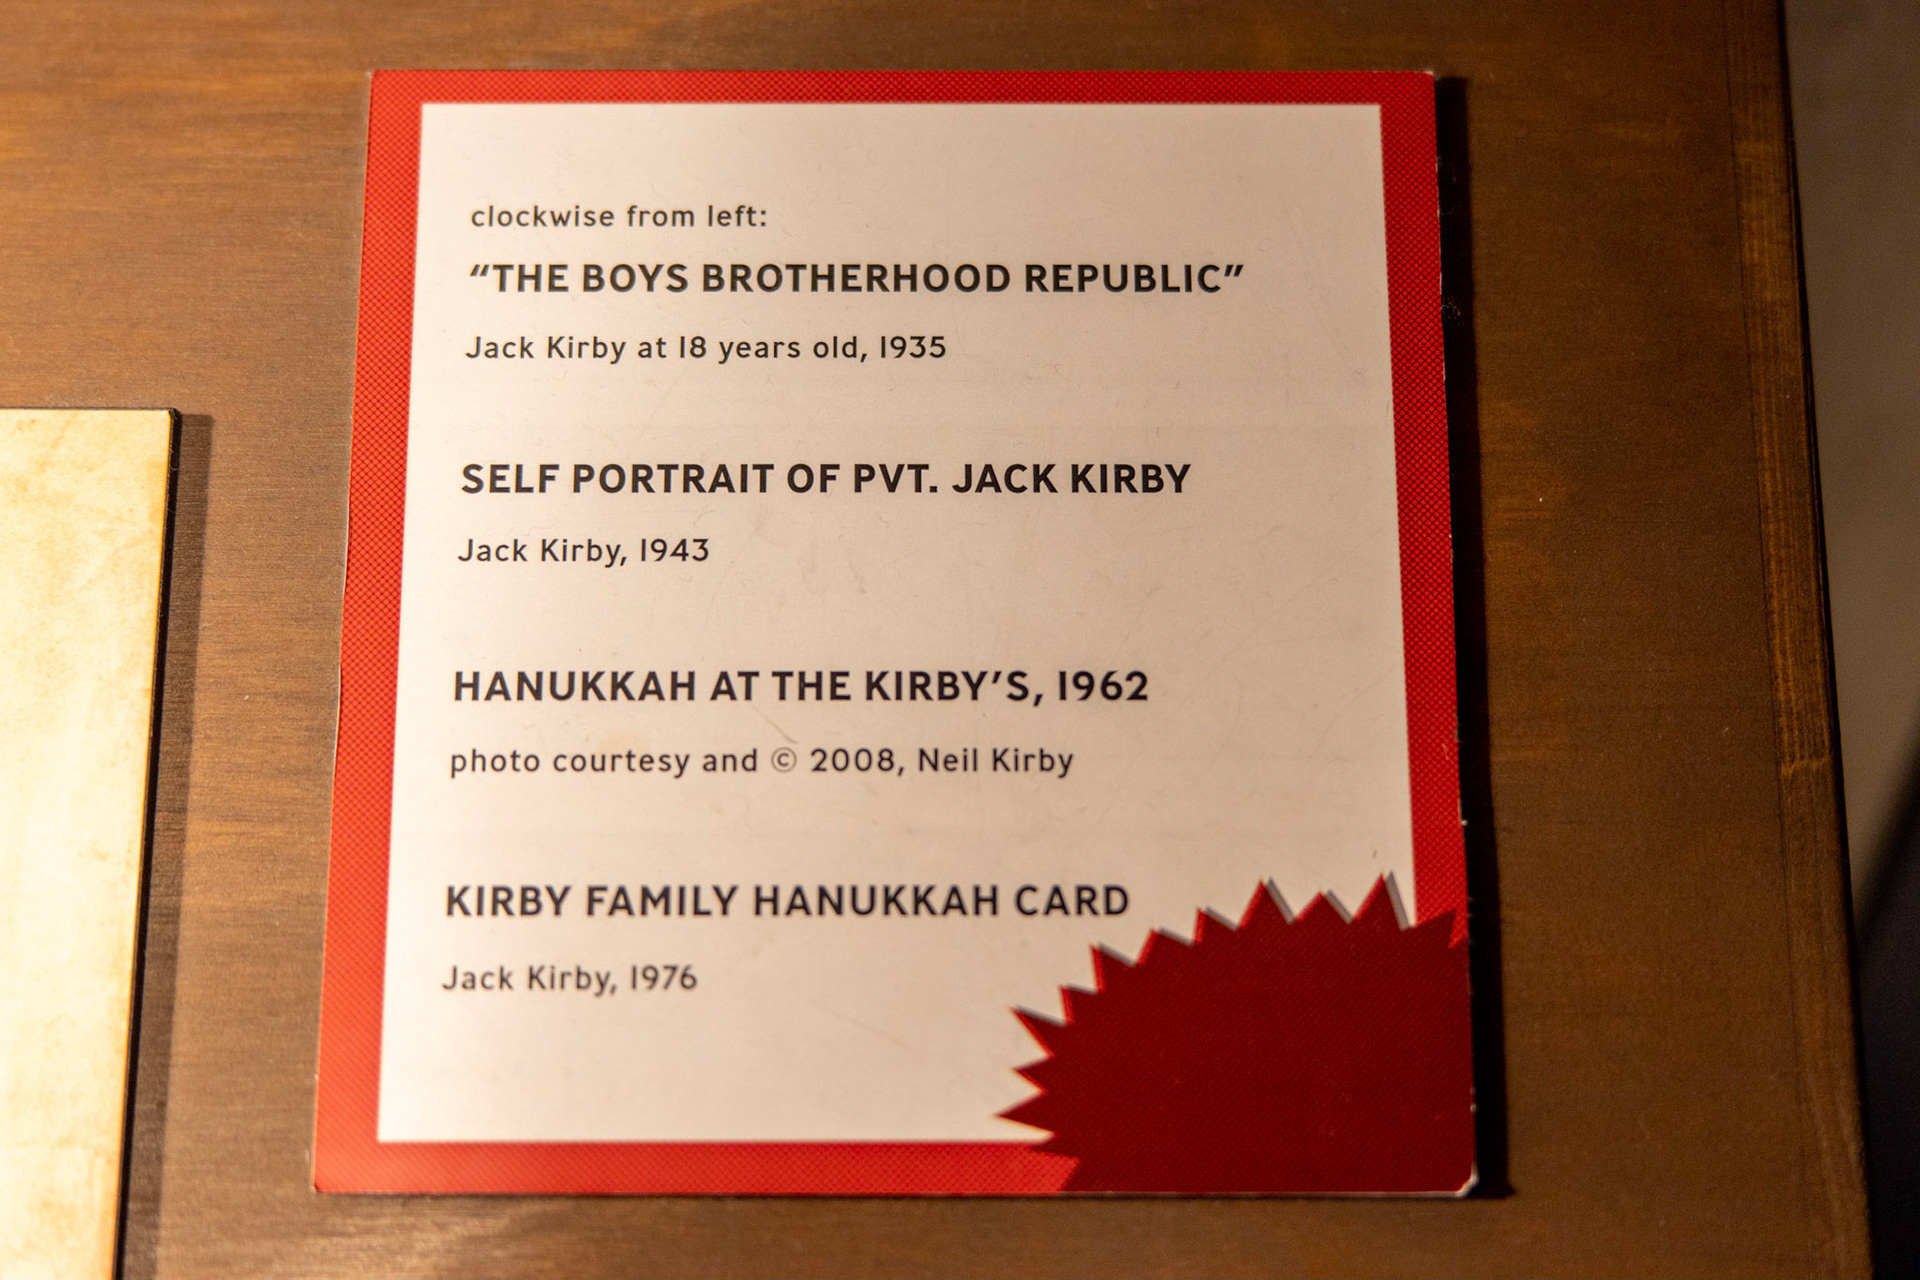 clockwise from left:
“THE BOYS BROTHERHOOD REPUBLIC”
Jack Kirby at 18 years old, 1935
SELF PORTRAIT OF PVT. JACK KIRBY
Jack Kirby, 1943
HANUKKAH AT THE KIRBY’S, 1962
photo courtesy and © 2008, Neil Kirby
KIRBY FAMILY HANUKKAH CARD
Jack Kirby, 1976